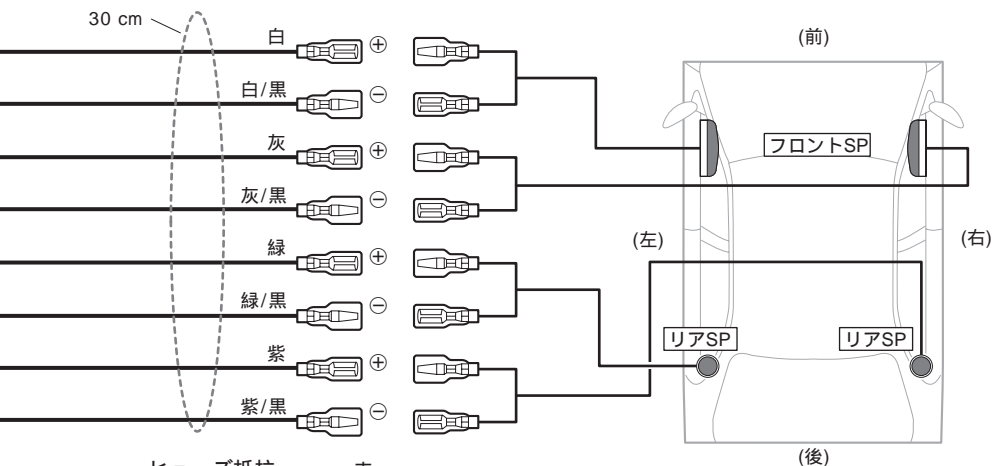 30 cm
(前)
白 ⊕
白/黒 ⊖
灰 ⊕
フロントSP
灰/黒 ⊖
(左)
(右)
緑 ⊕
緑/黒 ⊖
リアSP
リアSP
紫 ⊕
紫/黒 ⊖
(後)